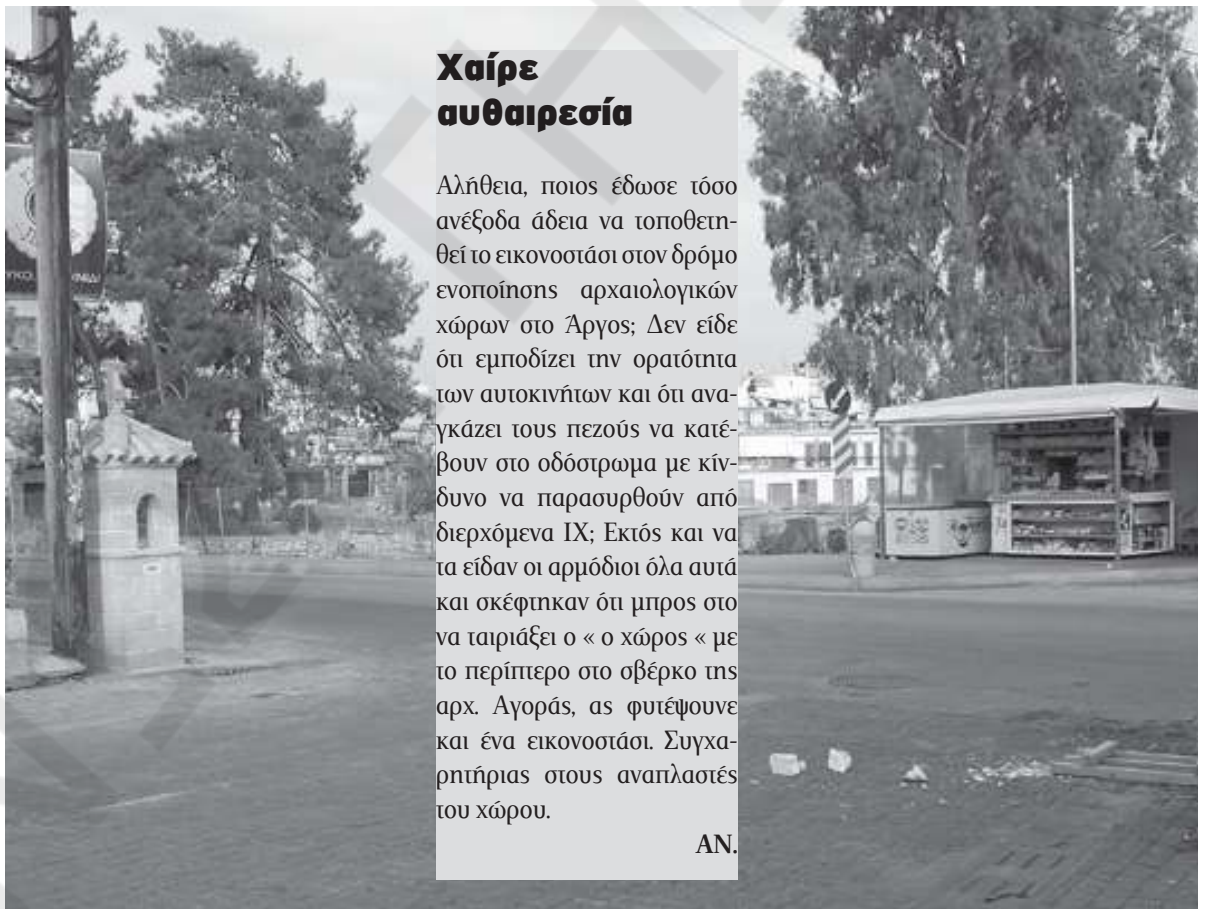 Χαίρε
αυθαιρεσία
Αλήθεια, ποιος έδωσε τόσο
ανέξοδα άδεια να τοποθετη-
θεί το εικονοστάσι στον δρόμο
ενοποίησης αρχαιολογικών
χώρων στο Άργος; Δεν είδε
ότι εμποδίζει την ορατότητα
των αυτοκινήτων και ότι ανα-
γκάζει τους πεζούς να κατέ-
βουν στο οδόστρωμα με κίν-
δυνο να παρασυρθούν από
διερχόμενα ΙΧ; Εκτός και να
τα είδαν οι αρμόδιοι όλα αυτά
και σκέφτηκαν ότι μπρος στο
να ταιριάξει ο « ο χώρος « με
το περίπτερο στο σβέρκο της
αρχ. Αγοράς, ας φυτέψουνε
και ένα εικονοστάσι. Συγχα-
ρητήριας στους αναπλαστές
του χώρου.
ΑΝ.